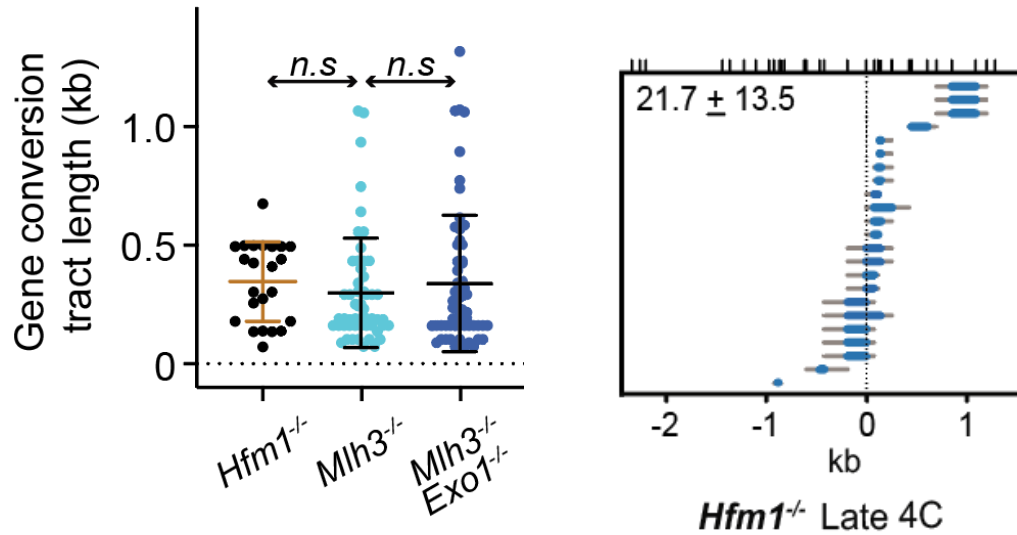 Gene conversion
tract length (kb)
1.0
0.5
0
n.s
n.s
Hfm1-/-
Mlh3-/-
Mlh3-/-
Exo1-/-
21.7 ± 13.5
-2
-1
0
1
kb
Hfm1-/- Late 4C